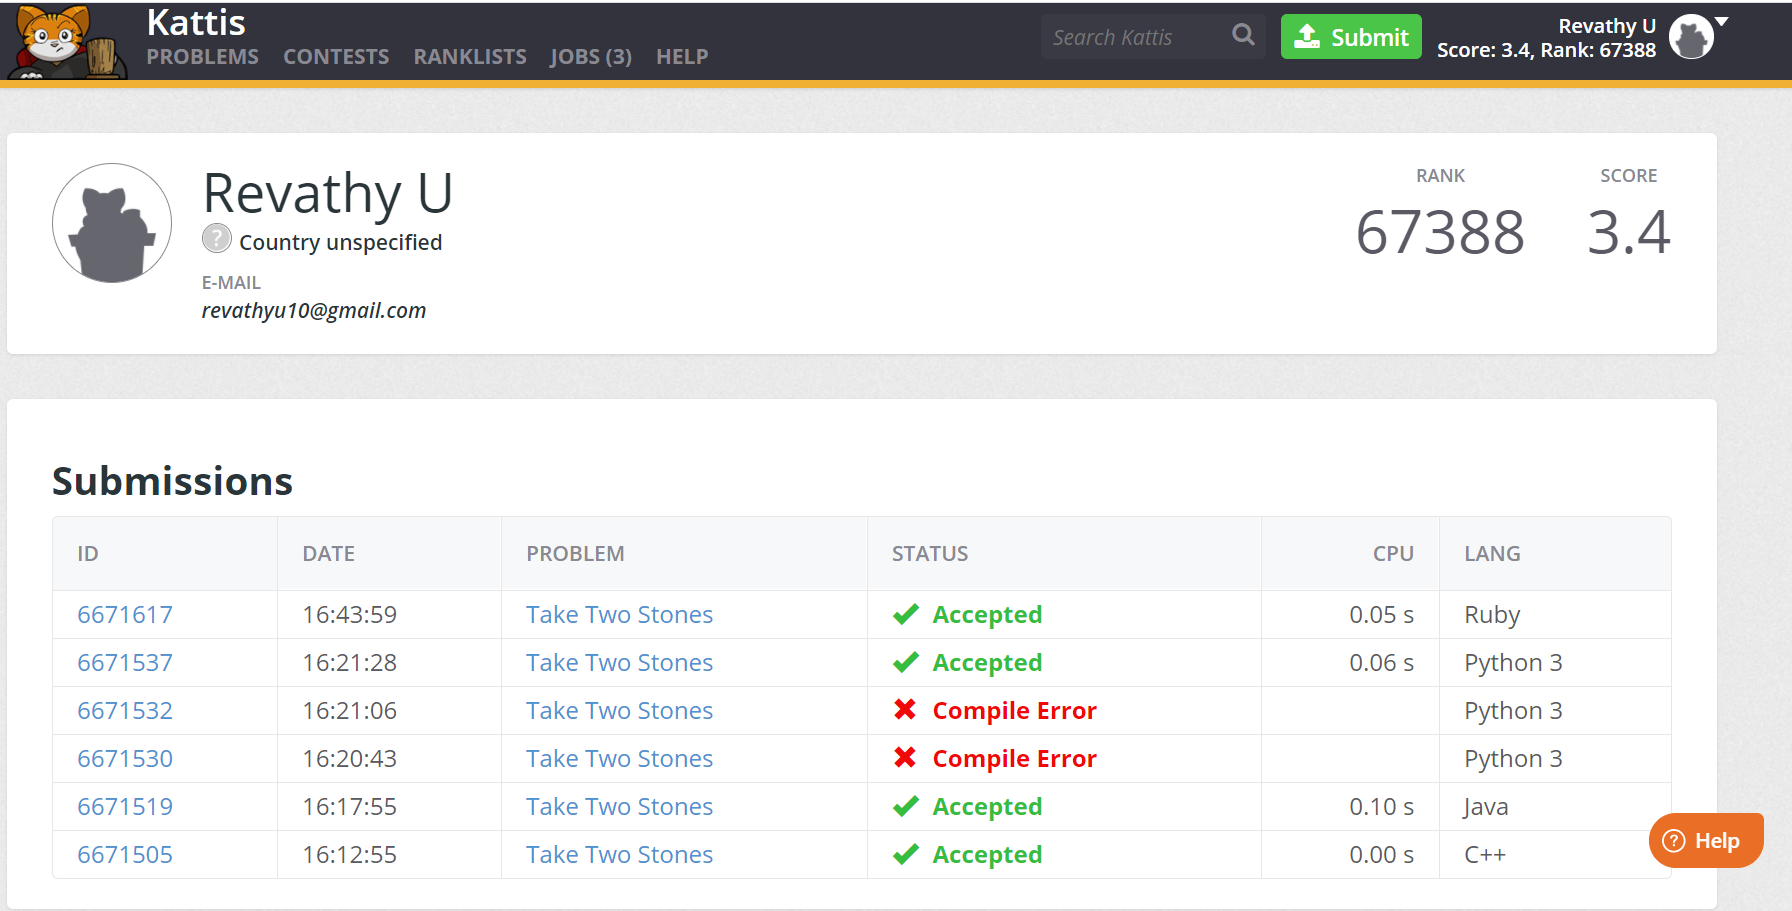 Kattis
PROBLEMS CONTESTS RANKLISTS JOBS (3) HELP
Search Kattis
Submit
Revathy U
Score: 3.4, Rank: 67388
Revathy U
? Country unspecified
E-MAIL
revathyu10@gmail.com
RANK SCORE
67388 3.4
Submissions
ID DATE PROBLEM STATUS CPU LANG
6671617 16:43:59 Take Two Stones Accepted 0.05 s Ruby
6671537 16:21:28 Take Two Stones Accepted 0.06 s Python 3
6671532 16:21:06 Take Two Stones Compile Error Python 3
6671530 16:20:43 Take Two Stones Compile Error Python 3
6671519 16:17:55 Take Two Stones Accepted 0.10 s Java
6671505 16:12:55 Take Two Stones Accepted 0.00 s C++
? Help